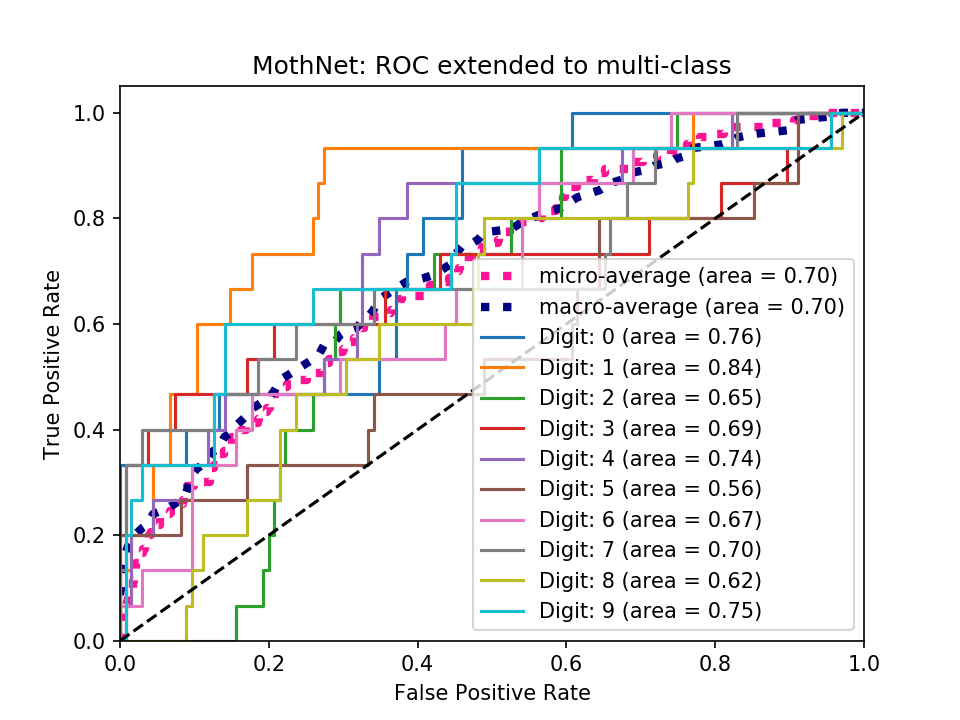 MothNet: ROC extended to multi-class
1.0
0.8
0.6
0.4
0.2
0.0
True Positive Rate
0.0 0.2 0.4 0.6 0.8 1.0
False Positive Rate
micro-average (area = 0.70)
macro-average (area = 0.70)
Digit: 0 (area = 0.76)
Digit: 1 (area = 0.84)
Digit: 2 (area = 0.65)
Digit: 3 (area = 0.69)
Digit: 4 (area = 0.74)
Digit: 5 (area = 0.56)
Digit: 6 (area = 0.67)
Digit: 7 (area = 0.70)
Digit: 8 (area = 0.62)
Digit: 9 (area = 0.75)